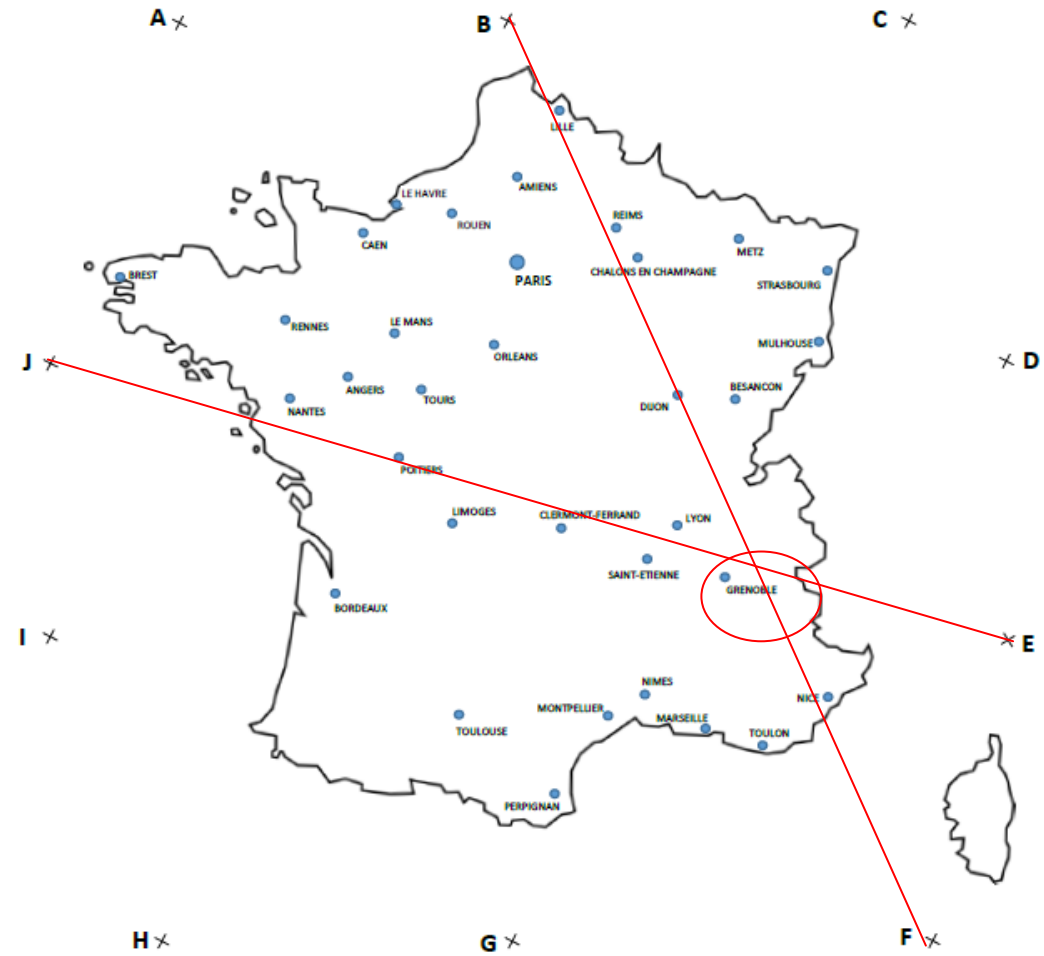 A
B
C
LILLE
AMIENS
LE HAVRE
ROUEN
REIMS
CAEN
METZ
CHALONS EN CHAMPAGNE
BREST
PARIS
STRASBOURG
RENNES
LE MANS
MULHOUSE
ORLEANS
J
D
ANGERS
BESANCON
TOURS
DIJON
NANTES
POITIERS
LIMOGES
CLERMONT-FERRAND
LYON
SAINT-ETIENNE
GRENOBLE
BORDEAUX
I
E
NIMES
NICE
MONTPELLIER
MARSEILLE
TOULOUSE
TOULON
PERPIGNAN
H
G
F